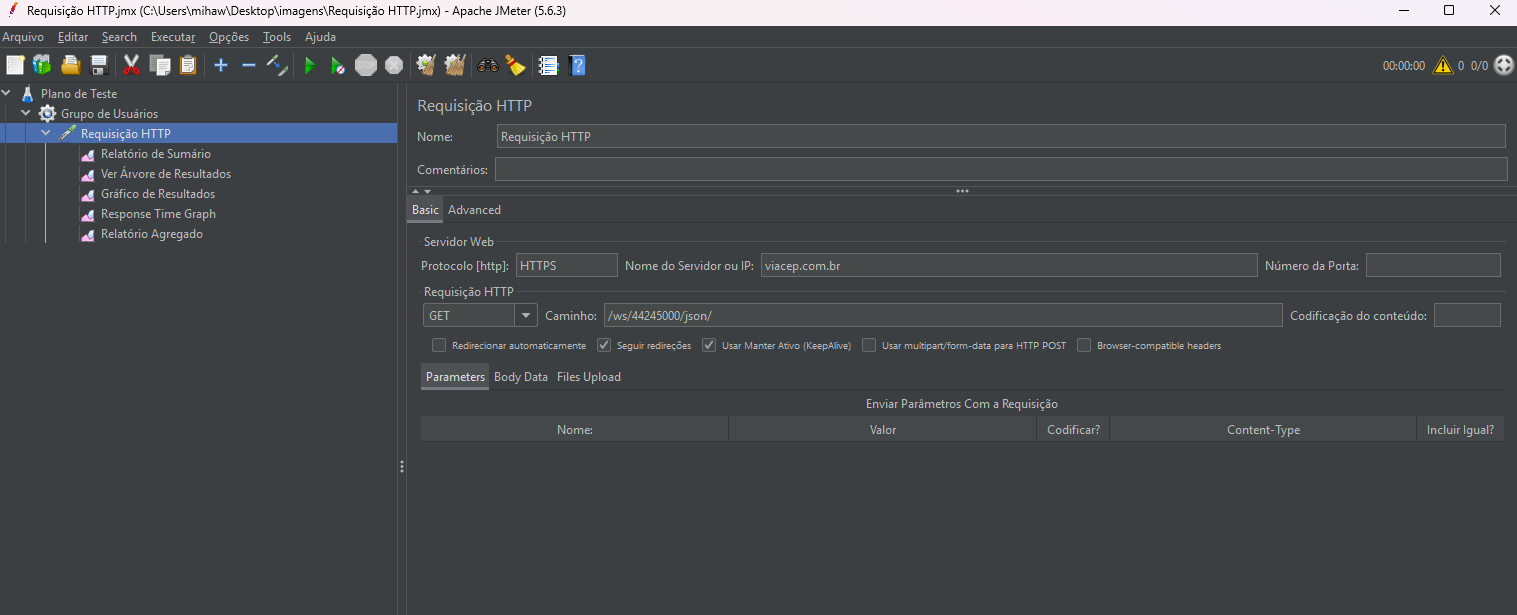 Requisição HTTP.jmx (C:\Users\mihaw\Desktop\imagens\Requisição HTTP.jmx) - Apache JMeter (5.6.3)
Arquivo Editar Search Executar Opções Tools Ajuda
STOP 00:00:00 0 0/0
Plano de Teste
Grupo de Usuários
Requisição HTTP
Relatório de Sumário
Ver Árvore de Resultados
Gráfico de Resultados
Response Time Graph
Relatório Agregado
Requisição HTTP
Nome: Requisição HTTP
Comentários:
Basic Advanced
Servidor Web
Protocolo [http]: HTTPS Nome do Servidor ou IP: viacep.com.br Número da Porta:
Requisição HTTP
GET Caminho: /ws/44245000/json/ Codificação do conteúdo:
Redirecionar automaticamente Seguir redireções Usar Manter Ativo (KeepAlive) Usar multipart/form-data para HTTP POST Browser-compatible headers
Parameters Body Data Files Upload
Enviar Parâmetros Com a Requisição
Nome: Valor Codificar? Content-Type Incluir Igual?